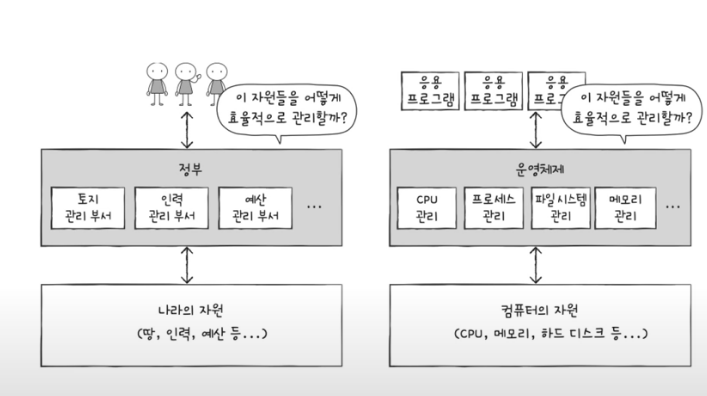 이 자원들을 어떻게
효율적으로 관리할까?
정부
토지
관리 부서
인력
관리 부서
예산
관리 부서
...
나라의 자원
(땅, 인력, 예산 등...)
응용
프로그램
응용
프로그램
응용
프로그
이 자원들을 어떻게
효율적으로 관리할까?
운영체제
CPU
관리
프로세스
관리
파일시스템
관리
메모리
관리
...
컴퓨터의 자원
(CPU, 메모리, 하드 디스크 등...)